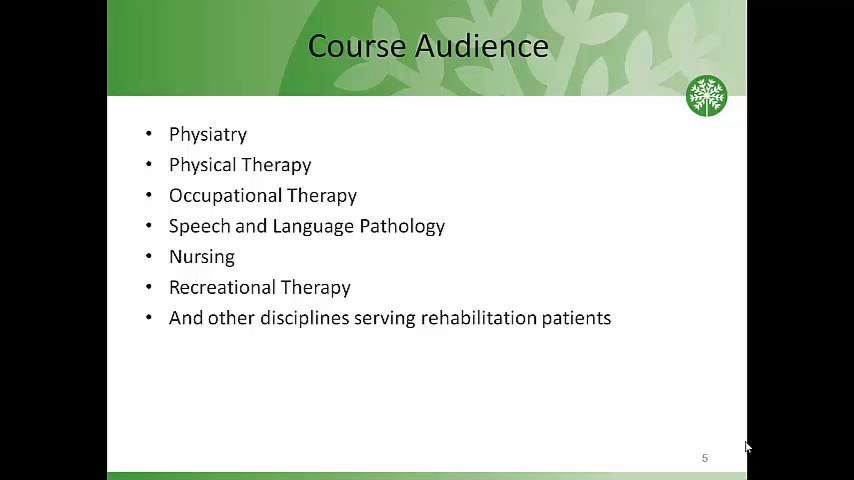 Course Audience
• Physiatry
• Physical Therapy
• Occupational Therapy
• Speech and Language Pathology
• Nursing
• Recreational Therapy
• And other disciplines serving rehabilitation patients
5